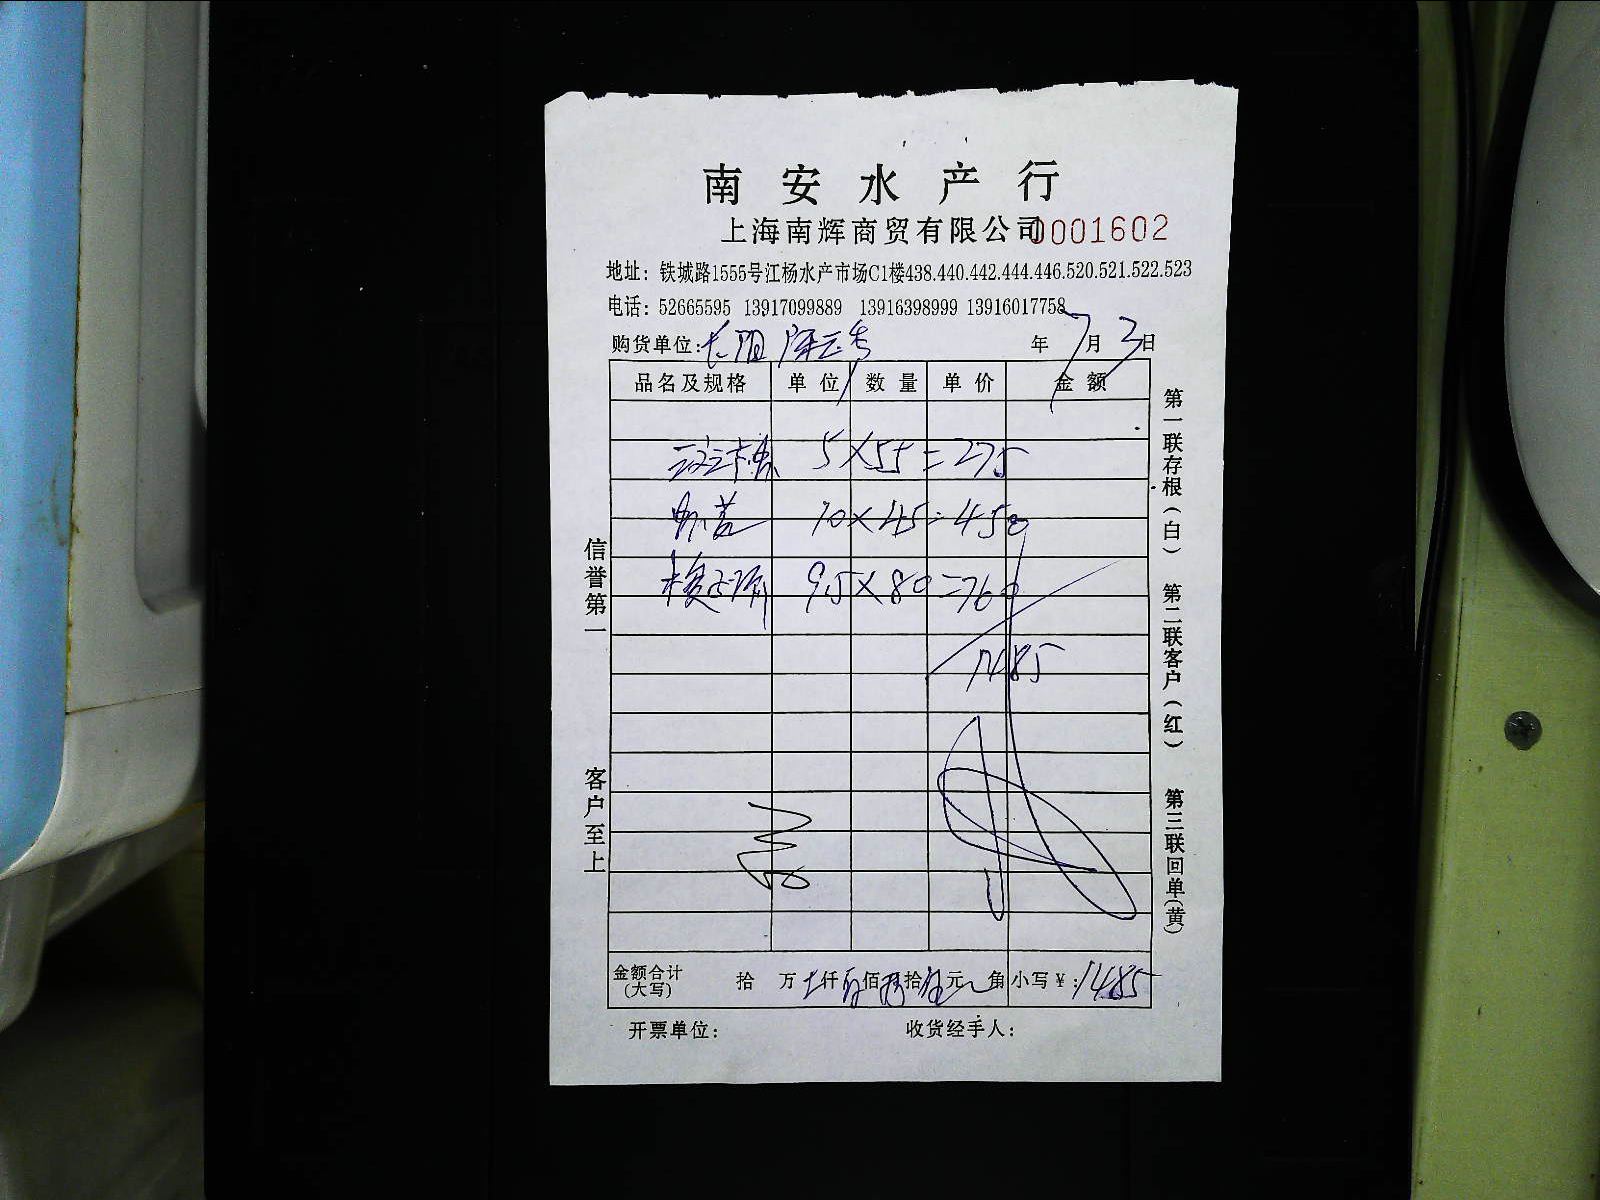 南安水产行
上海南辉商贸有限公司 0001602
地址：铁城路1555号江杨水产市场C1楼438.440.442.444.446.520.521.522.523
电话：52665595 13917099889 13916398999 13916017758
购货单位：长阳 年7月3日
品名及规格 单位 数量 单价 金额
5×55=275
10×45=450
9.5×80=760
1485
金额合计（大写） 拾 万 仟 佰 拾 元 角 小写￥：1485
开票单位： 收货经手人：
信誉第一
客户至上
第一联存根（白） 第二联客户（红） 第三联回单（黄）